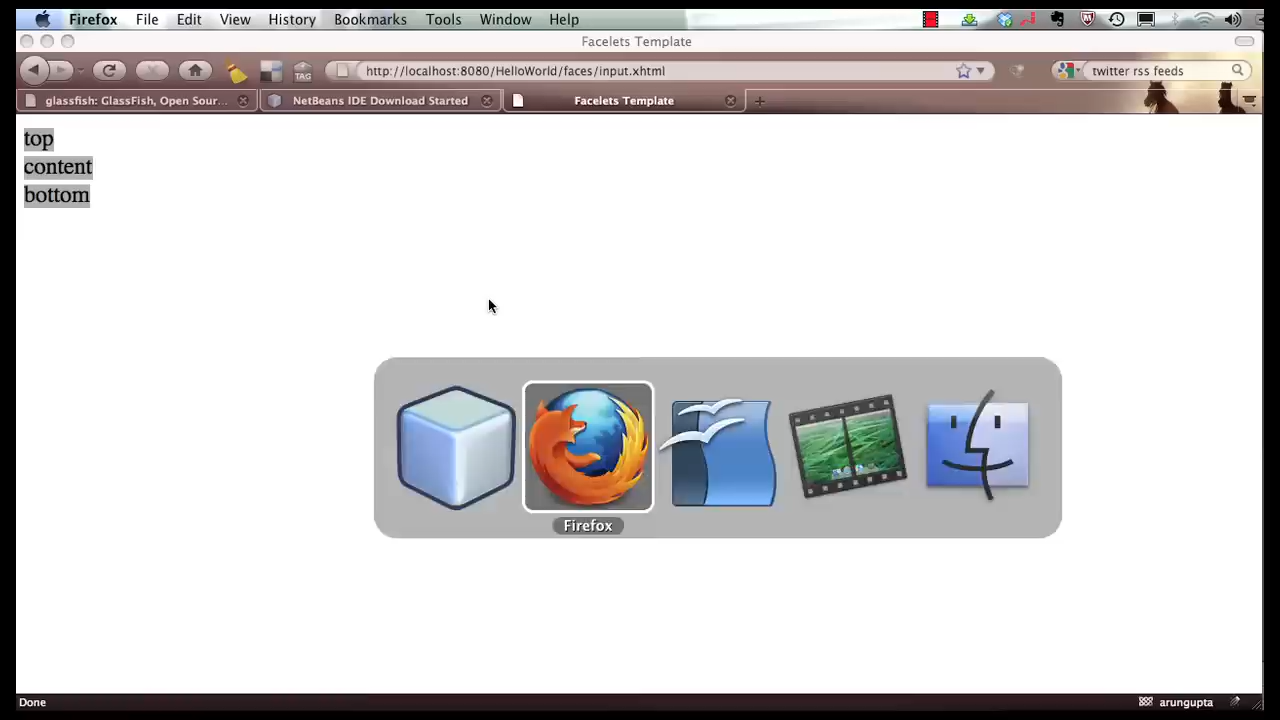 Firefox File Edit View History Bookmarks Tools Window Help
Facelets Template
TAG http://localhost:8080/HelloWorld/faces/input.xhtml twitter rss feeds
glassfish: GlassFish, Open Sour... NetBeans IDE Download Started Facelets Template
top
content
bottom
Firefox
Done arungupta